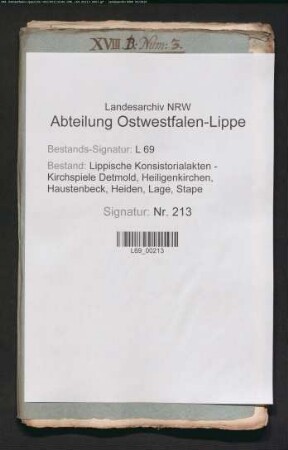 XVIII. B. Num: 3.
Landesarchiv NRW
Abteilung Ostwestfalen-Lippe
Bestands-Signatur: L 69
Bestand: Lippische Konsistorialakten -
Kirchspiele Detmold, Heiligenkirchen,
Haustenbeck, Heiden, Lage, Stape
Signatur: Nr. 213
L69_00213